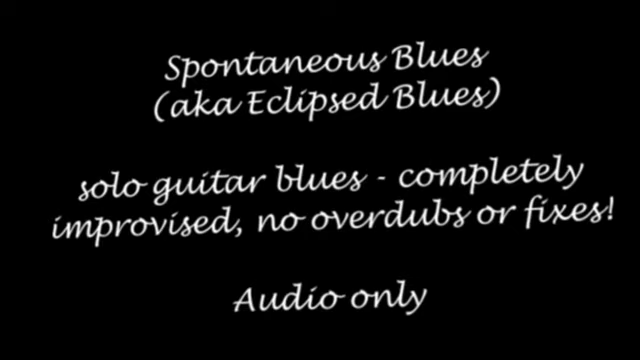 Spontaneous Blues
(aka Eclipsed Blues)
solo guitar blues - completely
improvised, no overdubs or fixes!
Audio only